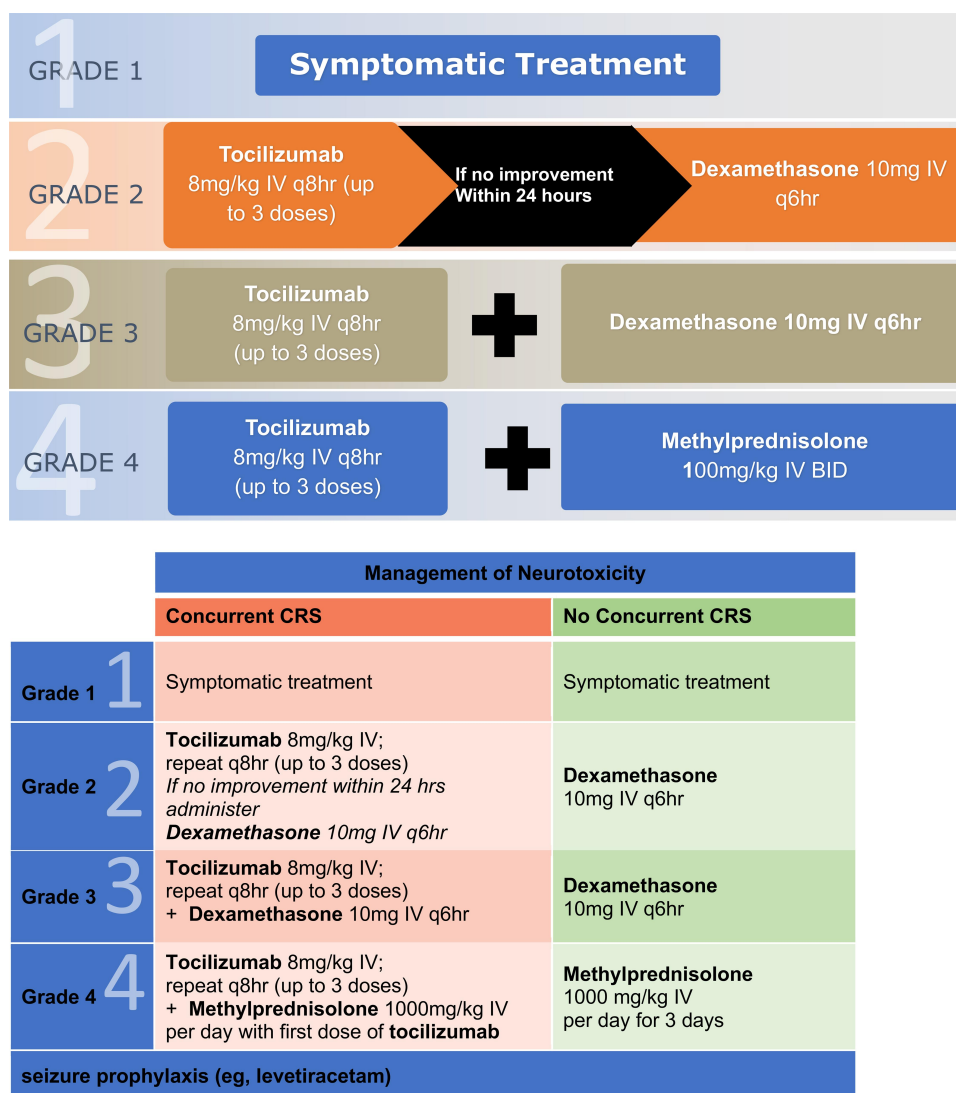 1
GRADE 1
Symptomatic Treatment
2
GRADE 2
Tocilizumab
8mg/kg IV q8hr (up
to 3 doses)
If no improvement
Within 24 hours
Dexamethasone 10mg IV
q6hr
3
GRADE 3
Tocilizumab
8mg/kg IV q8hr
(up to 3 doses)
Dexamethasone 10mg IV q6hr
4
GRADE 4
Tocilizumab
8mg/kg IV q8hr
(up to 3 doses)
Methylprednisolone
100mg/kg IV BID
Management of Neurotoxicity
Concurrent CRS
No Concurrent CRS
Grade 1
1
Symptomatic treatment
Symptomatic treatment
Grade 2
2
Tocilizumab 8mg/kg IV;
repeat q8hr (up to 3 doses)
If no improvement within 24 hrs
administer
Dexamethasone 10mg IV q6hr
Dexamethasone
10mg IV q6hr
Grade 3
3
Tocilizumab 8mg/kg IV;
repeat q8hr (up to 3 doses)
+ Dexamethasone 10mg IV q6hr
Dexamethasone
10mg IV q6hr
Grade 4
4
Tocilizumab 8mg/kg IV;
repeat q8hr (up to 3 doses)
+ Methylprednisolone 1000mg/kg IV
per day with first dose of tocilizumab
Methylprednisolone
1000 mg/kg IV
per day for 3 days
seizure prophylaxis (eg, levetiracetam)